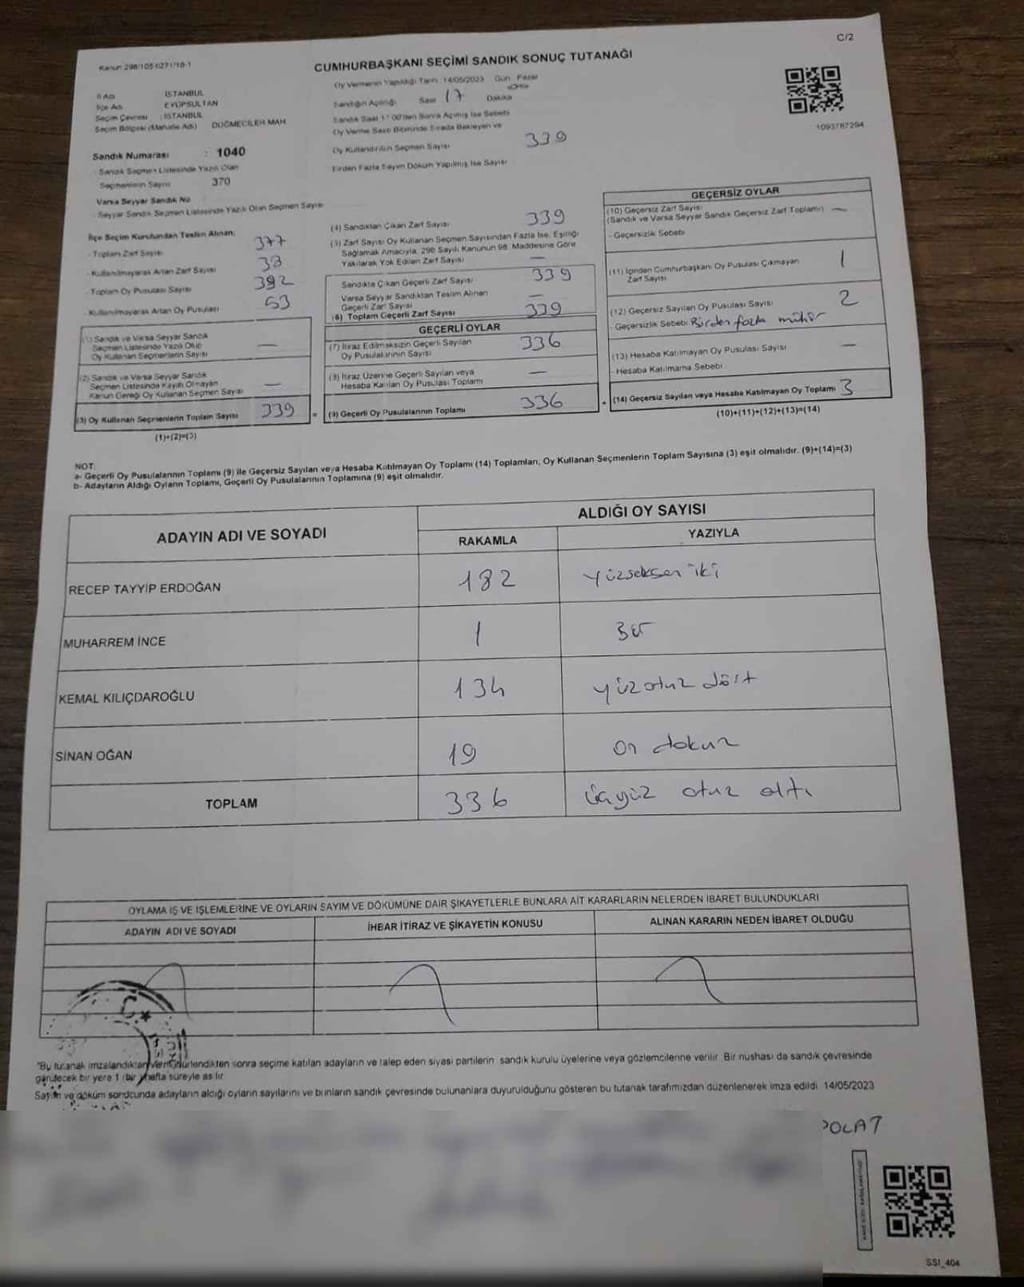 C/2
Kanun 298/105-1271/18-1
CUMHURBAŞKANI SEÇİMİ SANDIK SONUÇ TUTANAĞI
İl Adı : İSTANBUL
İlçe Adı : EYÜPSULTAN
Seçim Çevresi : İSTANBUL
Seçim Bölgesi (Mahalle Adı) : DÜĞMECİLER MAH
Oy Vermenin Yapıldığı Tarih : 14/05/2023 Gün : Pazar
Sandığın Açılışı Saat 17 Dakika
Sandık Saat 17:00'den Sonra Açılmış İse Sebebi
Oy Verme Saati Bitiminde Sırada Bekleyen ve
Oy Kullandırılan Seçmen Sayısı 339
Birden Fazla Sayım Döküm Yapılmış İse Sayısı
1093787294
Sandık Numarası : 1040
- Sandık Seçmen Listesinde Yazılı Olan
Seçmenlerin Sayısı 370
Varsa Seyyar Sandık No
- Seyyar Sandık Seçmen Listesinde Yazılı Olan Seçmen Sayısı
İlçe Seçim Kurulundan Teslim Alınan;
- Toplam Zarf Sayısı 377
- Kullanılmayarak Artan Zarf Sayısı 38
- Toplam Oy Pusulası Sayısı 392
- Kullanılmayarak Artan Oy Pusulası 53
(1) Sandık ve Varsa Seyyar Sandık
Seçmen Listesinde Yazılı Olup
Oy Kullanan Seçmenlerin Sayısı —
(2) Sandık ve Varsa Seyyar Sandık
Seçmen Listesinde Kayıtlı Olmayan
Kanun Gereği Oy Kullanan Seçmen Sayısı —
(3) Oy Kullanan Seçmenlerin Toplam Sayısı 339
(1)+(2)=(3)
(4) Sandıktan Çıkan Zarf Sayısı 339
(5) Zarf Sayısı Oy Kullanan Seçmen Sayısından Fazla İse, Eşitliği
Sağlamak Amacıyla, 298 Sayılı Kanunun 98. Maddesine Göre
Yakılarak Yok Edilen Zarf Sayısı —
Sandıkta Çıkan Geçerli Zarf Sayısı 339
Varsa Seyyar Sandıktan Teslim Alınan
Geçerli Zarf Sayısı —
(6) Toplam Geçerli Zarf Sayısı 339
GEÇERLİ OYLAR
(7) İtiraz Edilmeksizin Geçerli Sayılan
Oy Pusulalarının Sayısı 336
(8) İtiraz Üzerine Geçerli Sayılan veya
Hesaba Katılan Oy Pusulası Toplamı —
(9) Geçerli Oy Pusulalarının Toplamı 336
GEÇERSİZ OYLAR
(10) Geçersiz Zarf Sayısı
(Sandık ve Varsa Seyyar Sandık Geçersiz Zarf Toplamı) —
- Geçersizlik Sebebi
(11) İçinden Cumhurbaşkanı Oy Pusulası Çıkmayan
Zarf Sayısı 1
(12) Geçersiz Sayılan Oy Pusulası Sayısı 2
- Geçersizlik Sebebi Birden fazla mühür
(13) Hesaba Katılmayan Oy Pusulası Sayısı —
- Hesaba Katılmama Sebebi
(14) Geçersiz Sayılan veya Hesaba Katılmayan Oy Toplamı 3
(10)+(11)+(12)+(13)=(14)
NOT:
a- Geçerli Oy Pusulalarının Toplamı (9) ile Geçersiz Sayılan veya Hesaba Katılmayan Oy Toplamı (14) Toplamları, Oy Kullanan Seçmenlerin Toplam Sayısına (3) eşit olmalıdır. (9)+(14)=(3)
b- Adayların Aldığı Oyların Toplamı, Geçerli Oy Pusulalarının Toplamına (9) eşit olmalıdır.
ADAYIN ADI VE SOYADI
ALDIĞI OY SAYISI
RAKAMLA YAZIYLA
RECEP TAYYİP ERDOĞAN 182 yüzseksen iki
MUHARREM İNCE 1 Bir
KEMAL KILIÇDAROĞLU 134 yüzotuz dört
SİNAN OĞAN 19 on dokuz
TOPLAM 336 üçyüz otuz altı
OYLAMA İŞ VE İŞLEMLERİNE VE OYLARIN SAYIM VE DÖKÜMÜNE DAİR ŞİKAYETLERLE BUNLARA AİT KARARLARIN NELERDEN İBARET BULUNDUKLARI
ADAYIN ADI VE SOYADI İHBAR İTİRAZ VE ŞİKAYETİN KONUSU ALINAN KARARIN NEDEN İBARET OLDUĞU
"Bu tutanak imzalandıktan ve mühürlendikten sonra seçime katılan adayların ve talep eden siyasi partilerin sandık kurulu üyelerine veya gözlemcilerine verilir. Bir nüshası da sandık çevresinde
görülecek bir yere 1 (bir) hafta süreyle asılır
Sayım ve döküm sonucunda adayların aldığı oyların sayılarını ve bunların sandık çevresinde bulunanlara duyurulduğunu gösteren bu tutanak tarafımızdan düzenlenerek imza edildi. 14/05/2023
POLAT
SSI_404